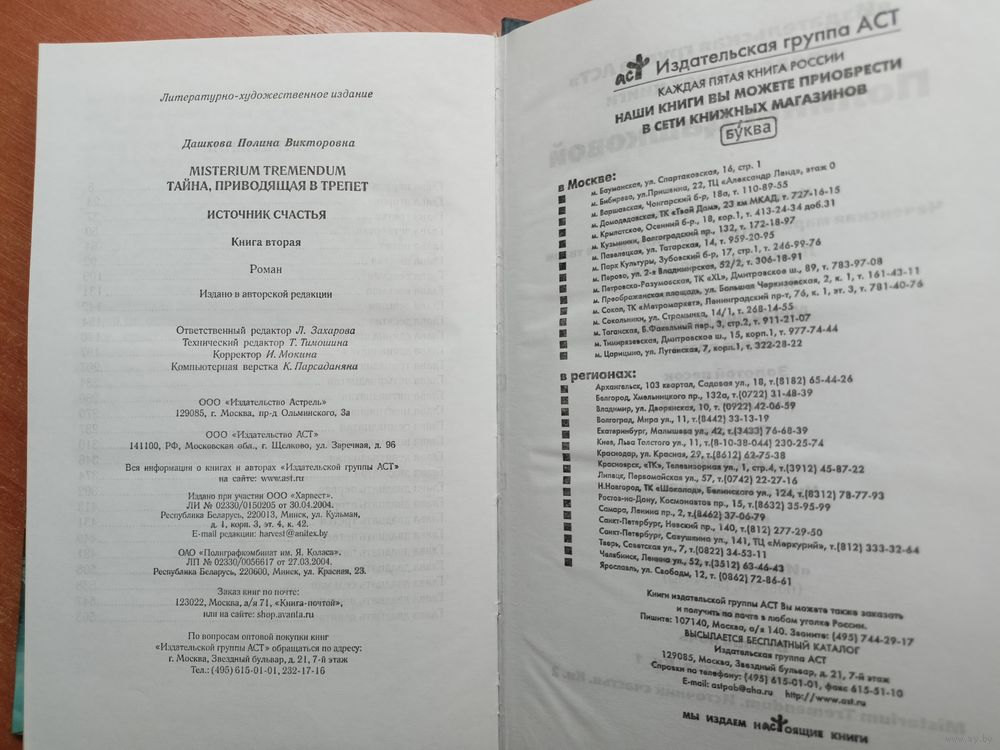 Литературно-художественное издание
Дашкова Полина Викторовна
MISTERIUM TREMENDUM
ТАЙНА, ПРИВОДЯЩАЯ В ТРЕПЕТ
ИСТОЧНИК СЧАСТЬЯ
Книга вторая
Роман
Издано в авторской редакции
Ответственный редактор Л. Захарова
Технический редактор Т. Тимошина
Корректор И. Мокина
Компьютерная верстка К. Парсаданяна
ООО «Издательство Астрель»
129085, г. Москва, пр-д Ольминского, 3а
ООО «Издательство АСТ»
141100, РФ, Московская обл., г. Щелково, ул. Заречная, д. 96
Вся информация о книгах и авторах «Издательской группы АСТ»
на сайте: www.ast.ru
Издано при участии ООО «Харвест».
ЛИ № 02330/0150205 от 30.04.2004.
Республика Беларусь, 220013, Минск, ул. Кульман,
д. 1, корп. 3, эт. 4, к. 42.
E-mail редакции: harvest@anitex.by
ОАО «Полиграфкомбинат им. Я. Коласа».
ЛП № 02330/0056617 от 27.03.2004.
Республика Беларусь, 220600, Минск, ул. Красная, 23.
Заказ книг по почте:
123022, Москва, а/я 71, «Книга-почтой»,
или на сайте: shop.avanta.ru
По вопросам оптовой покупки книг
«Издательской группы АСТ» обращаться по адресу:
г. Москва, Звездный бульвар, д. 21, 7-й этаж
Тел.: (495) 615-01-01, 232-17-16
АСТ Издательская группа АСТ
КАЖДАЯ ПЯТАЯ КНИГА РОССИИ
НАШИ КНИГИ ВЫ МОЖЕТЕ ПРИОБРЕСТИ
В СЕТИ КНИЖНЫХ МАГАЗИНОВ
БУКВА
в Москве:
м. Бауманская, ул. Спартаковская, 16, стр. 1
м. Бибирево, ул.Пришвина, 22, ТЦ «Александр Ленд», этаж 0
м. Варшавская, Чонгарский б-р, 18а, т. 110-89-55
м. Домодедовская, ТК «Твой Дом», 23 км МКАД, т. 727-16-15
м. Крылатское, Осенний б-р., 18, кор.1, т. 413-24-34 доб.31
м. Кузьминки, Волгоградский пр., 132, т. 172-18-97
м. Павелецкая, ул. Татарская, 14, т. 959-20-95
м. Парк Культуры, Зубовский б-р, 17, стр.1, т. 246-99-76
м. Перово, ул. 2-я Владимирская, 52/2, т. 306-18-91
м. Петровско-Разумовская, ТК «XL», Дмитровское ш., 89, т. 783-97-08
м. Преображенская площадь, ул. Большая Черкизовская, 2, к. 1, т. 161-43-11
м. Сокол, ТК «Метромаркет», Ленинградский пр-т, 76, к. 1, эт. 3, т. 781-40-76
м. Сокольники, ул. Стромынка, 14/1, т. 268-14-55
м. Таганская, Б.Факельный пер., 3, стр.2, т. 911-21-07
м. Тимирязевская, Дмитровское ш., 15, корп.1, т. 977-74-44
м. Царицыно, ул. Луганская, 7, корп.1, т. 322-28-22
в регионах:
Архангельск, 103 квартал, Садовая ул., 18, т.(8182) 65-44-26
Белгород, Хмельницкого пр., 132а, т.(0722) 31-48-39
Владимир, ул. Дворянская, 10, т. (0922) 42-06-59
Волгоград, Мира ул., 11, т.(8442) 33-13-19
Екатеринбург, Малышева ул., 42, т.(3433) 76-68-39
Киев, Льва Толстого ул., 11, т.(8-10-38-044) 230-25-74
Краснодар, ул. Красная, 29, т.(8612) 62-75-38
Красноярск, «ТК», Телевизорная ул., 1, стр.4, т.(3912) 45-87-22
Липецк, Первомайская ул., 57, т.(0742) 22-27-16
Н.Новгород, ТК «Шоколад», Белинского ул., 124, т.(8312) 78-77-93
Ростов-на-Дону, Космонавтов пр., 15, т.(8632) 35-95-99
Самара, Ленина пр., 2, т.(8462) 37-06-79
Санкт-Петербург, Невский пр., 140, т.(812) 277-29-50
Санкт-Петербург, Савушкина ул., 141, ТЦ «Меркурий», т.(812) 333-32-64
Тверь, Советская ул., 7, т.(0822) 34-53-11
Челябинск, Ленина ул., 52, т.(3512) 63-46-43
Ярославль, ул. Свободы, 12, т. (0862) 72-86-61
Книги издательской группы АСТ Вы можете также заказать
и получить по почте в любом уголке России.
Пишите: 107140, Москва, а/я 140. Звоните: (495) 744-29-17
ВЫСЫЛАЕТСЯ БЕСПЛАТНЫЙ КАТАЛОГ
Издательская группа АСТ
129085, Москва, Звездный бульвар, д. 21, 7-й этаж
Справки по телефону: (495) 615-01-01, факс 615-51-10
E-mail: astpab@aha.ru http://www.ast.ru
МЫ ИЗДАЕМ НАСТОЯЩИЕ КНИГИ
www.ay.by